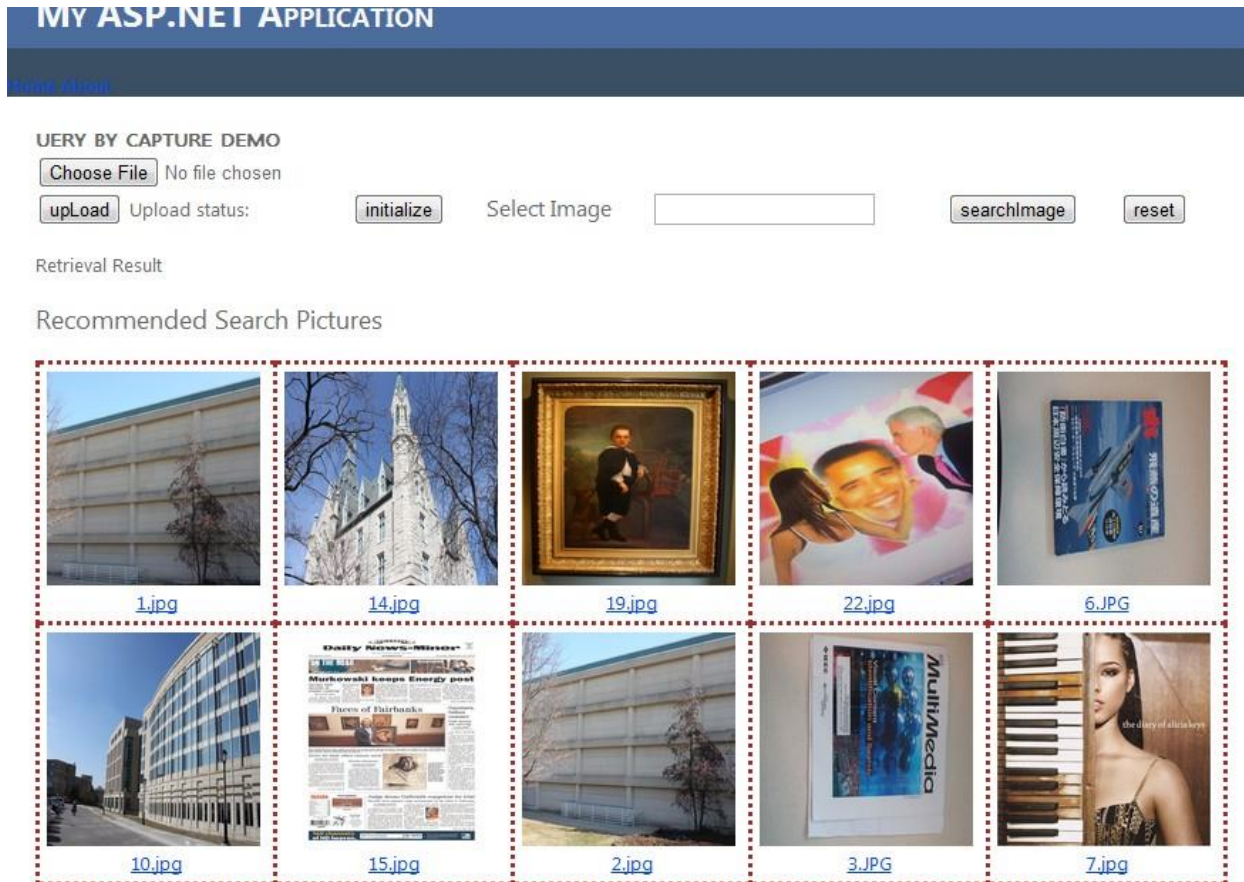 MY ASP.NET APPLICATION
Home About
UERY BY CAPTURE DEMO
Choose File No file chosen
upLoad Upload status: initialize Select Image searchImage reset
Retrieval Result
Recommended Search Pictures
1.jpg 14.jpg 19.jpg 22.jpg 6.JPG
Daily News-Miner
Murkowski keeps Energy post
Faces of Fairbanks
MultiMedia
the diary of alicia keys
10.jpg 15.jpg 2.jpg 3.JPG 7.jpg